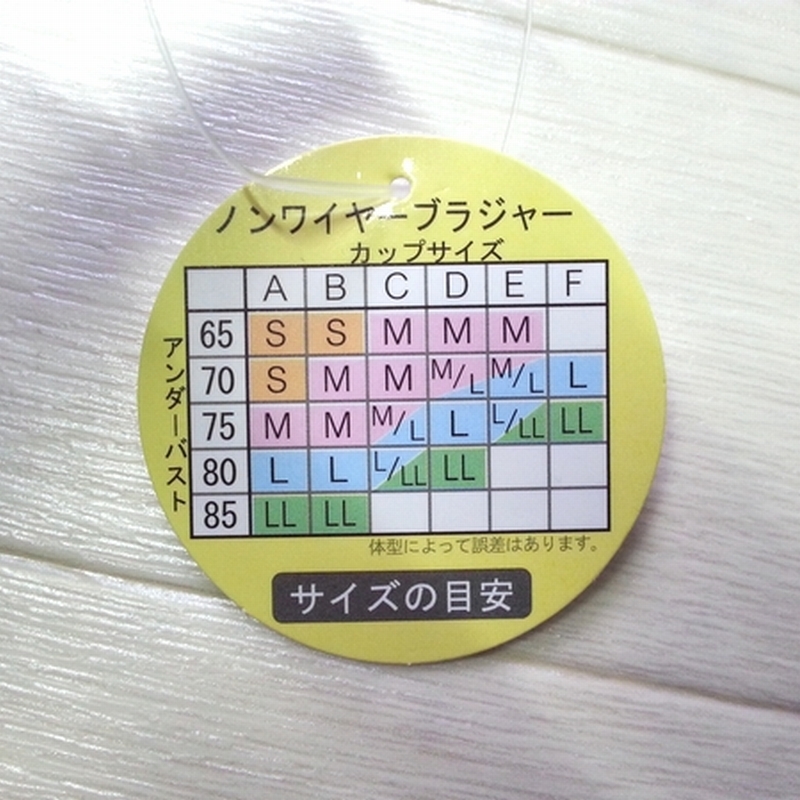 ノンワイヤーブラジャー
カップサイズ
A B C D E F
アンダーバスト
65 S S M M M
70 S M M M/L M/L L
75 M M M/L L L/LL LL
80 L L L/LL LL
85 LL LL
体型によって誤差はあります。
サイズの目安